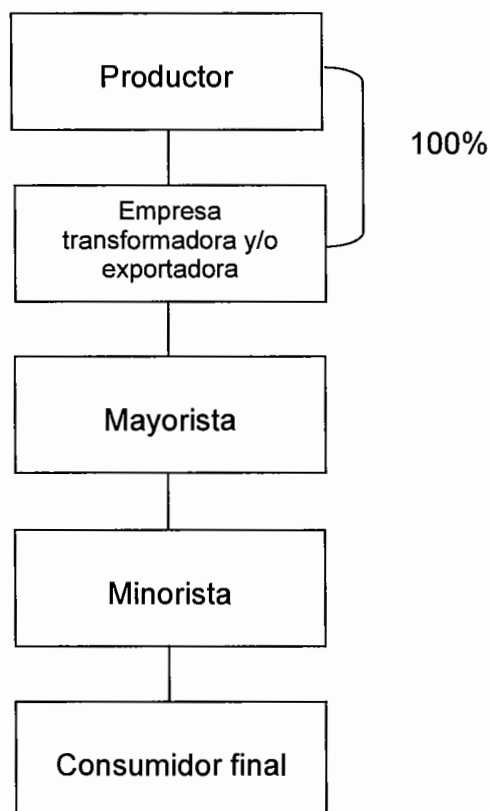 Productor
100%
Empresa
transformadora y/o
exportadora
Mayorista
Minorista
Consumidor final